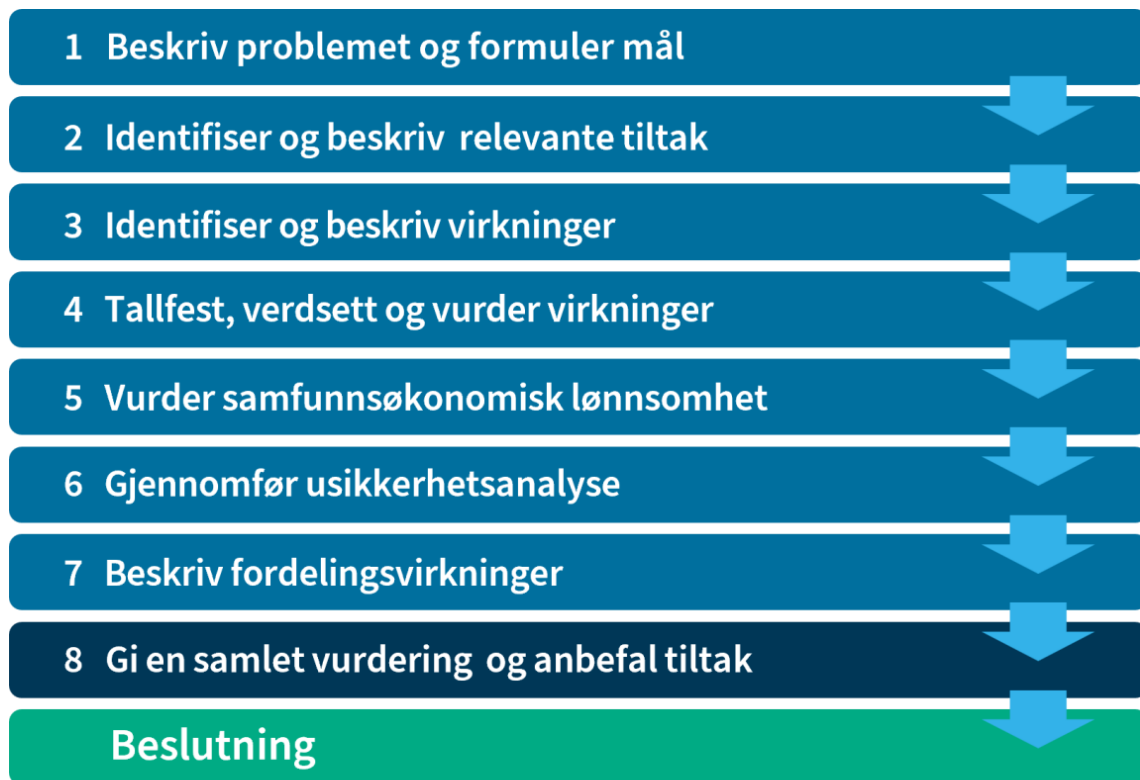 1 Beskriv problemet og formuler mål
2 Identifiser og beskriv relevante tiltak
3 Identifiser og beskriv virkninger
4 Tallfest, verdsett og vurder virkninger
5 Vurder samfunnsøkonomisk lønnsomhet
6 Gjennomfør usikkerhetsanalyse
7 Beskriv fordelingsvirkninger
8 Gi en samlet vurdering og anbefal tiltak
Beslutning